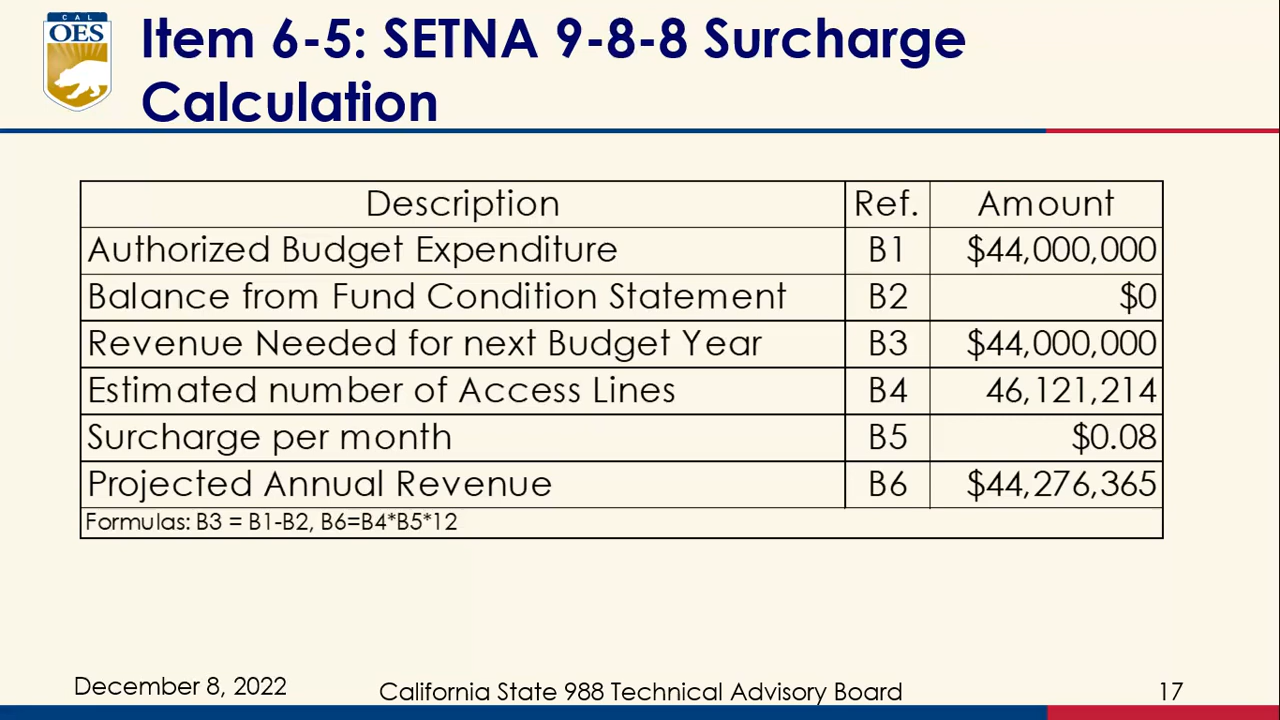 CAL
OES
Item 6-5: SETNA 9-8-8 Surcharge
Calculation
Description Ref. Amount
Authorized Budget Expenditure B1 $44,000,000
Balance from Fund Condition Statement B2 $0
Revenue Needed for next Budget Year B3 $44,000,000
Estimated number of Access Lines B4 46,121,214
Surcharge per month B5 $0.08
Projected Annual Revenue B6 $44,276,365
Formulas: B3 = B1-B2, B6=B4*B5*12
December 8, 2022 California State 988 Technical Advisory Board 17